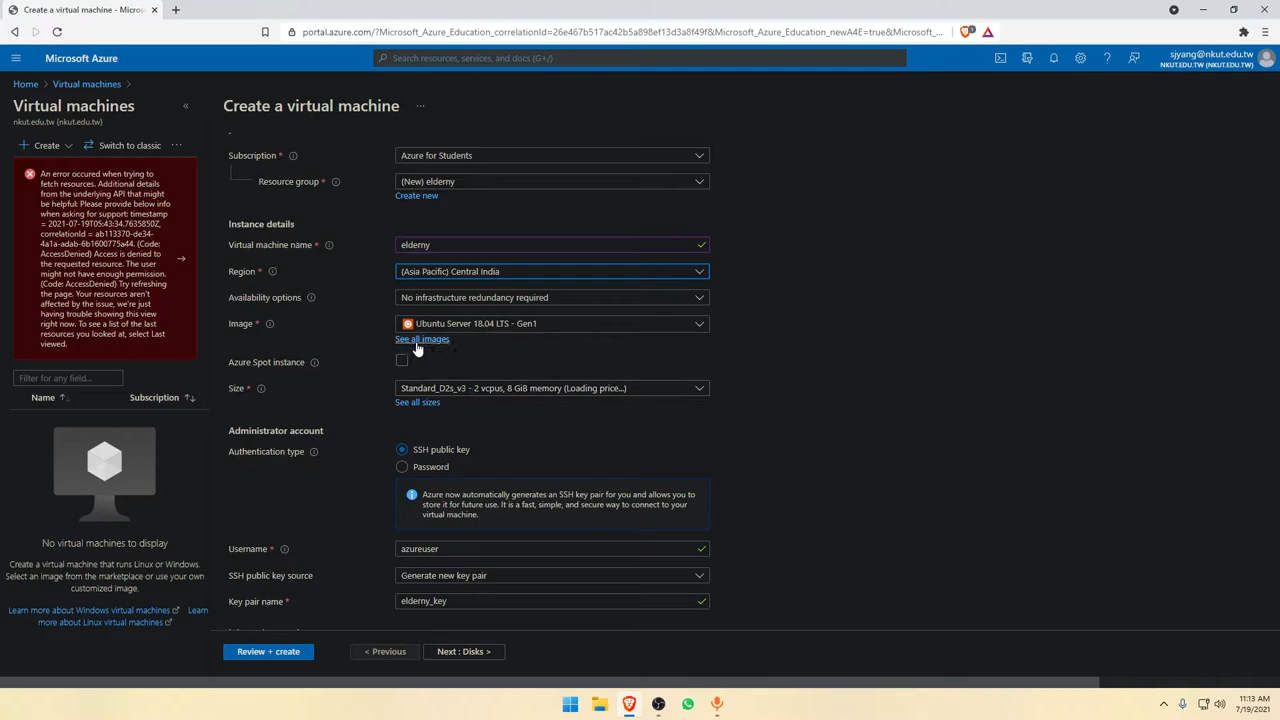 Create a virtual machine - Micros
portal.azure.com/?Microsoft_Azure_Education_correlationId=26e467b517ac42b5a898ef13d3a8f49f&Microsoft_Azure_Education_newA4E=true&Microsoft_...
Microsoft Azure
Search resources, services, and docs (G+/)
sjyang@nkut.edu.tw
NKUT.EDU.TW (NKUT.EDU.TW)
Home > Virtual machines >
Virtual machines
nkut.edu.tw (nkut.edu.tw)
Create
Switch to classic
An error occured when trying to
fetch resources. Additional details
from the underlying API that might
be helpful: Please provide below info
when asking for support: timestamp
= 2021-07-19T05:43:34.7635850Z,
correlationId = ab113370-de34-
4a1a-adab-6b1600775a44. (Code:
AccessDenied) Access is denied to
the requested resource. The user
might not have enough permission.
(Code: AccessDenied) Try refreshing
the page. Your resources aren't
affected by the issue, we're just
having trouble showing this view
right now. To see a list of the last
resources you looked at, select Last
viewed.
Filter for any field...
Name
Subscription
No virtual machines to display
Create a virtual machine that runs Linux or Windows.
Select an image from the marketplace or use your own
customized image.
Learn more about Windows virtual machines
Learn
more about Linux virtual machines
Create a virtual machine
...
Subscription *
Azure for Students
Resource group *
(New) elderny
Create new
Instance details
Virtual machine name *
elderny
Region *
(Asia Pacific) Central India
Availability options
No infrastructure redundancy required
Image *
Ubuntu Server 18.04 LTS - Gen1
See all images
Azure Spot instance
Size *
Standard_D2s_v3 - 2 vcpus, 8 GiB memory (Loading price...)
See all sizes
Administrator account
Authentication type
SSH public key
Password
Azure now automatically generates an SSH key pair for you and allows you to
store it for future use. It is a fast, simple, and secure way to connect to your
virtual machine.
Username *
azureuser
SSH public key source
Generate new key pair
Key pair name *
elderny_key
Review + create
< Previous
Next : Disks >
11:13 AM
7/19/2021